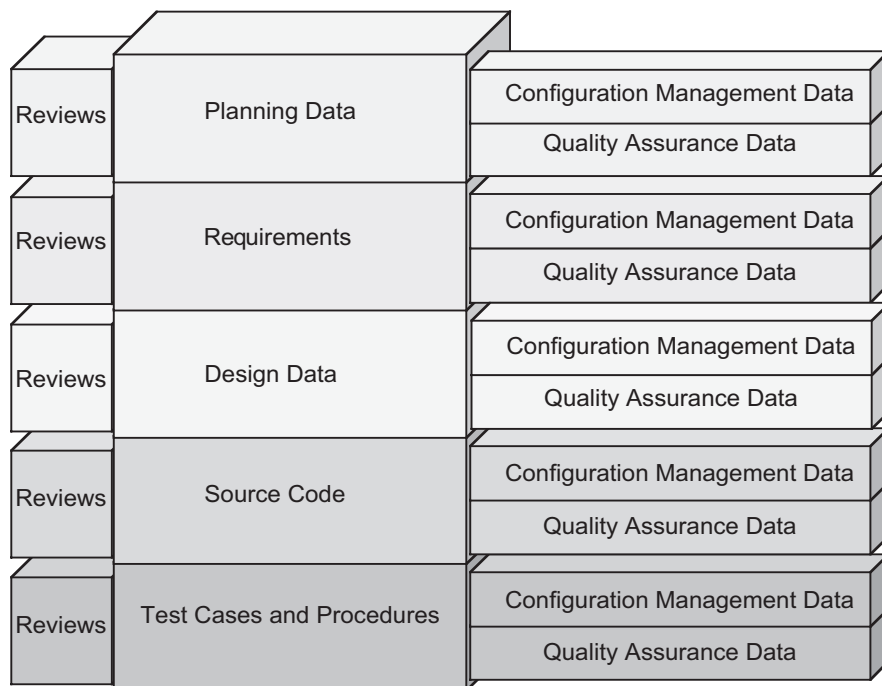 Reviews
Planning Data
Configuration Management Data
Quality Assurance Data
Reviews
Requirements
Configuration Management Data
Quality Assurance Data
Reviews
Design Data
Configuration Management Data
Quality Assurance Data
Reviews
Source Code
Configuration Management Data
Quality Assurance Data
Reviews
Test Cases and Procedures
Configuration Management Data
Quality Assurance Data